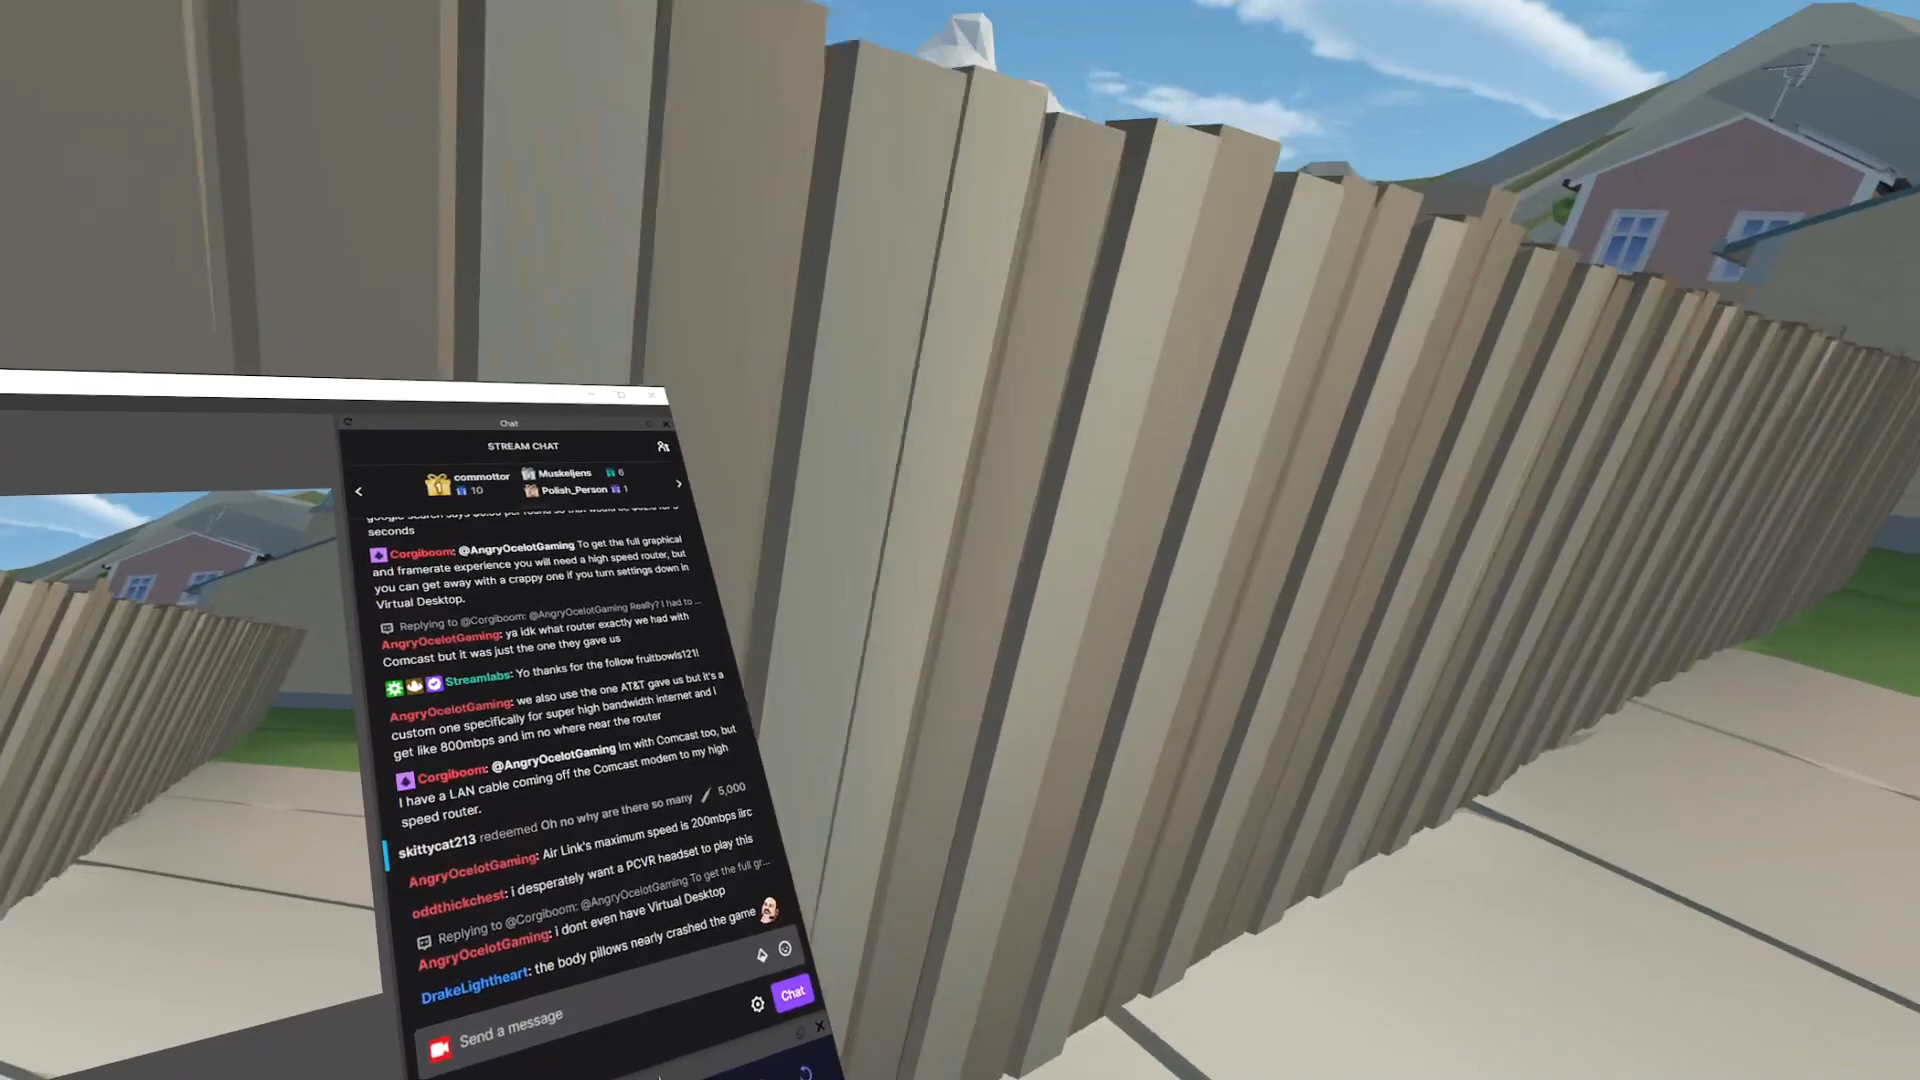 Chat
STREAM CHAT
commottor
10
Muskeljens
6
Polish_Person
1
seconds
Corgiboom: @AngryOcelotGaming To get the full graphical
and framerate experience you will need a high speed router, but
you can get away with a crappy one if you turn settings down in
Virtual Desktop.
Replying to @Corgiboom: @AngryOcelotGaming Really? I had to ...
AngryOcelotGaming: ya idk what router exactly we had with
Comcast but it was just the one they gave us
Streamlabs: Yo thanks for the follow fruitbowls121!
AngryOcelotGaming: we also use the one AT&T gave us but it's a
custom one specifically for super high bandwidth internet and i
get like 800mbps and im no where near the router
Corgiboom: @AngryOcelotGaming Im with Comcast too, but
I have a LAN cable coming off the Comcast modem to my high
speed router.
skittycat213 redeemed Oh no why are there so many 5,000
AngryOcelotGaming: Air Link's maximum speed is 200mbps iirc
oddthickchest: i desperately want a PCVR headset to play this
Replying to @Corgiboom: @AngryOcelotGaming To get the full gr...
AngryOcelotGaming: i dont even have Virtual Desktop
DrakeLightheart: the body pillows nearly crashed the game
Send a message
Chat